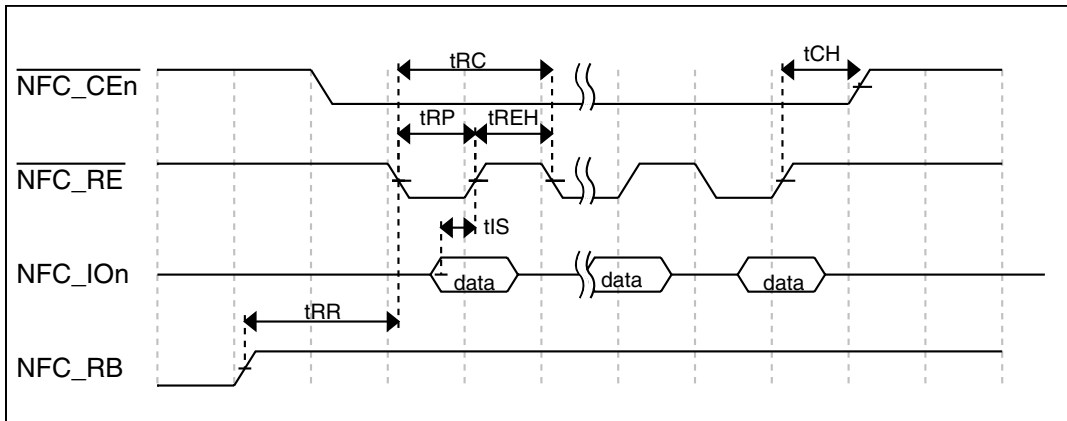 tRC
tCH
NFC_CEn
tRP
tREH
NFC_RE
tIS
NFC_IOn
data
data
data
tRR
NFC_RB